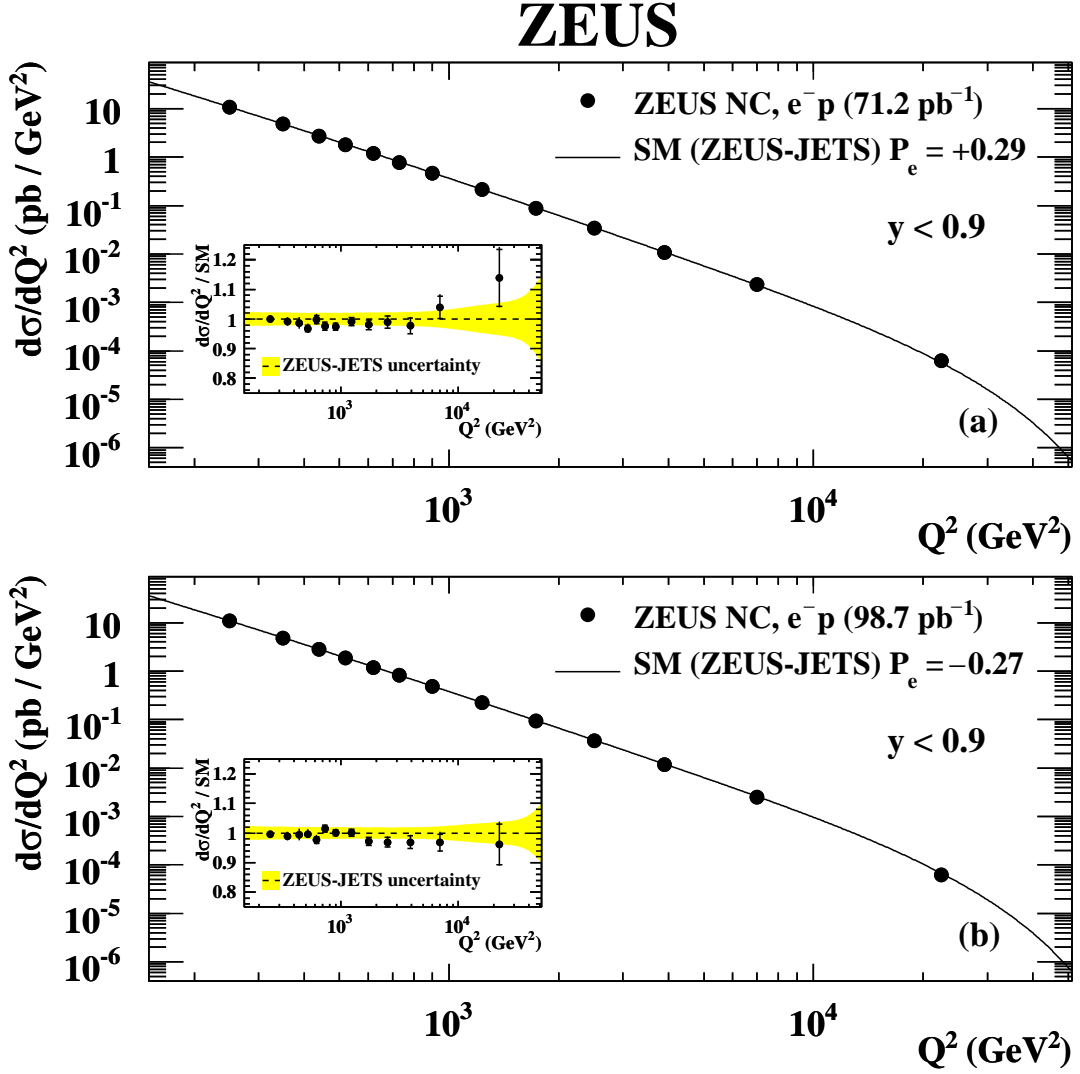 ZEUS
dσ/dQ² (pb / GeV²)
10
1
10⁻¹
10⁻²
10⁻³
10⁻⁴
10⁻⁵
10⁻⁶
ZEUS NC, e⁻p (71.2 pb⁻¹)
SM (ZEUS-JETS) Pₑ = +0.29
y < 0.9
dσ/dQ² / SM
1.2
1.1
1
0.9
0.8
ZEUS-JETS uncertainty
10³ 10⁴
Q² (GeV²)
(a)
10³ 10⁴
Q² (GeV²)
dσ/dQ² (pb / GeV²)
10
1
10⁻¹
10⁻²
10⁻³
10⁻⁴
10⁻⁵
10⁻⁶
ZEUS NC, e⁻p (98.7 pb⁻¹)
SM (ZEUS-JETS) Pₑ = −0.27
y < 0.9
dσ/dQ² / SM
1.2
1.1
1
0.9
0.8
ZEUS-JETS uncertainty
10³ 10⁴
Q² (GeV²)
(b)
10³ 10⁴
Q² (GeV²)